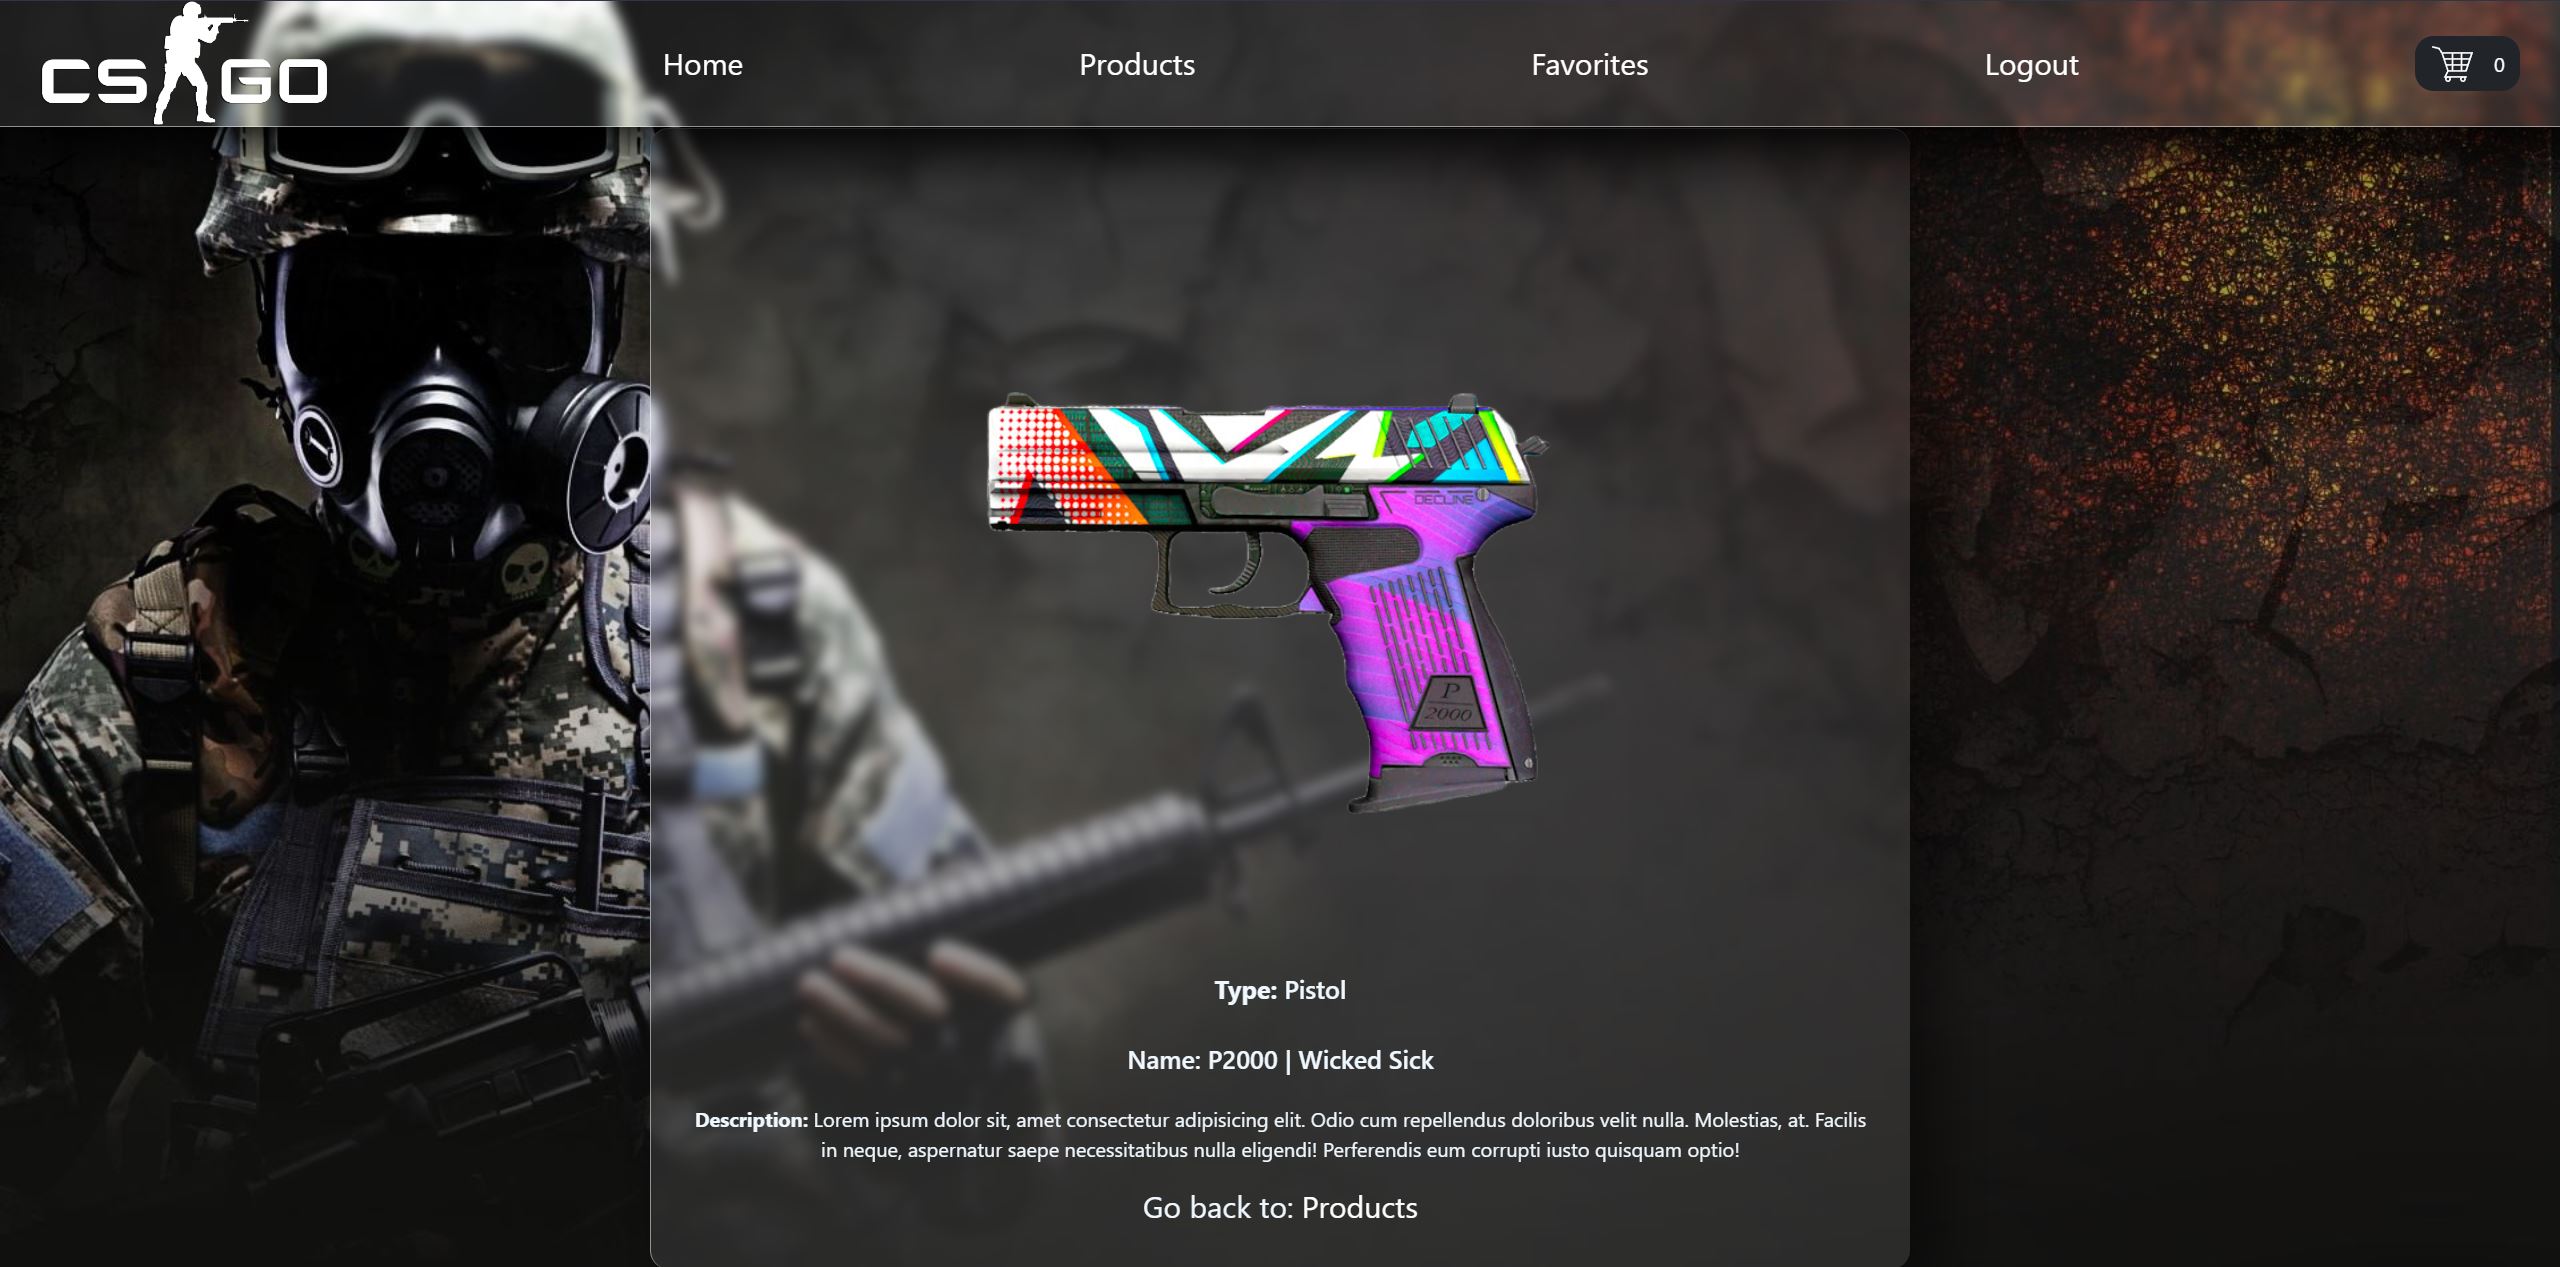 CS GO
Home
Products
Favorites
Logout
0
DECLINE
P
2000
Type: Pistol
Name: P2000 | Wicked Sick
Description: Lorem ipsum dolor sit, amet consectetur adipisicing elit. Odio cum repellendus doloribus velit nulla. Molestias, at. Facilis
in neque, aspernatur saepe necessitatibus nulla eligendi! Perferendis eum corrupti iusto quisquam optio!
Go back to: Products